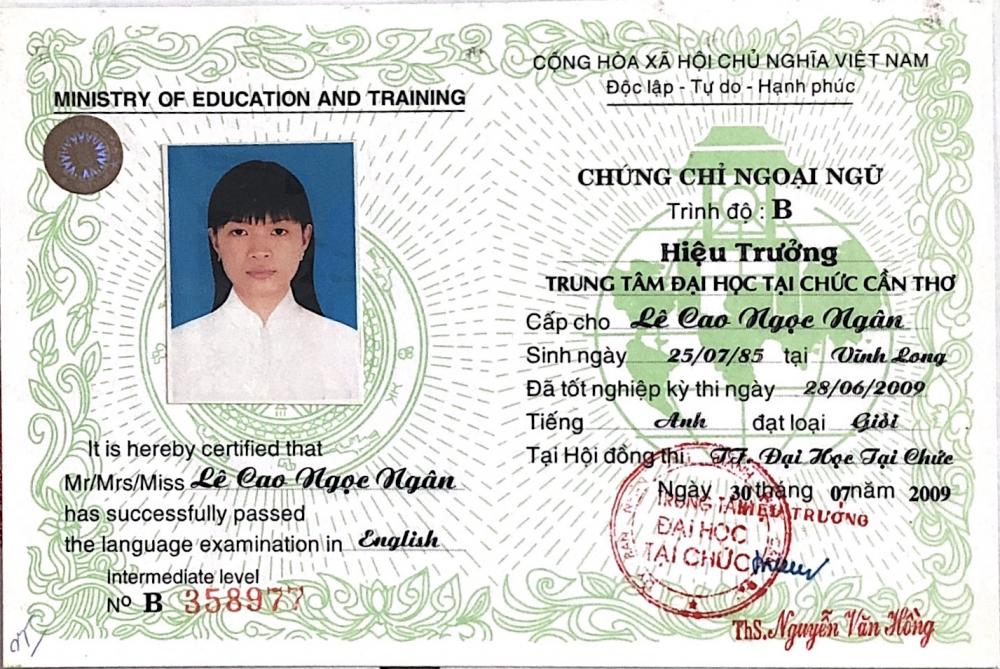 MINISTRY OF EDUCATION AND TRAINING
It is hereby certified that
Mr/Mrs/Miss Lê Cao Ngọc Ngân
has successfully passed
the language examination in English
Intermediate level
Nº B 358977
CỘNG HÒA XÃ HỘI CHỦ NGHĨA VIỆT NAM
Độc lập - Tự do - Hạnh phúc
CHỨNG CHỈ NGOẠI NGỮ
Trình độ : B
Hiệu Trưởng
TRUNG TÂM ĐẠI HỌC TẠI CHỨC CẦN THƠ
Cấp cho Lê Cao Ngọc Ngân
Sinh ngày 25/07/85 tại Vĩnh Long
Đã tốt nghiệp kỳ thi ngày 28/06/2009
Tiếng Anh đạt loại Giỏi
Tại Hội đồng thi TT. Đại Học Tại Chức
Ngày 30 tháng 07 năm 2009
HIỆU TRƯỞNG
TRUNG TÂM
ĐẠI HỌC
TẠI CHỨC
ThS. Nguyễn Văn Hồng